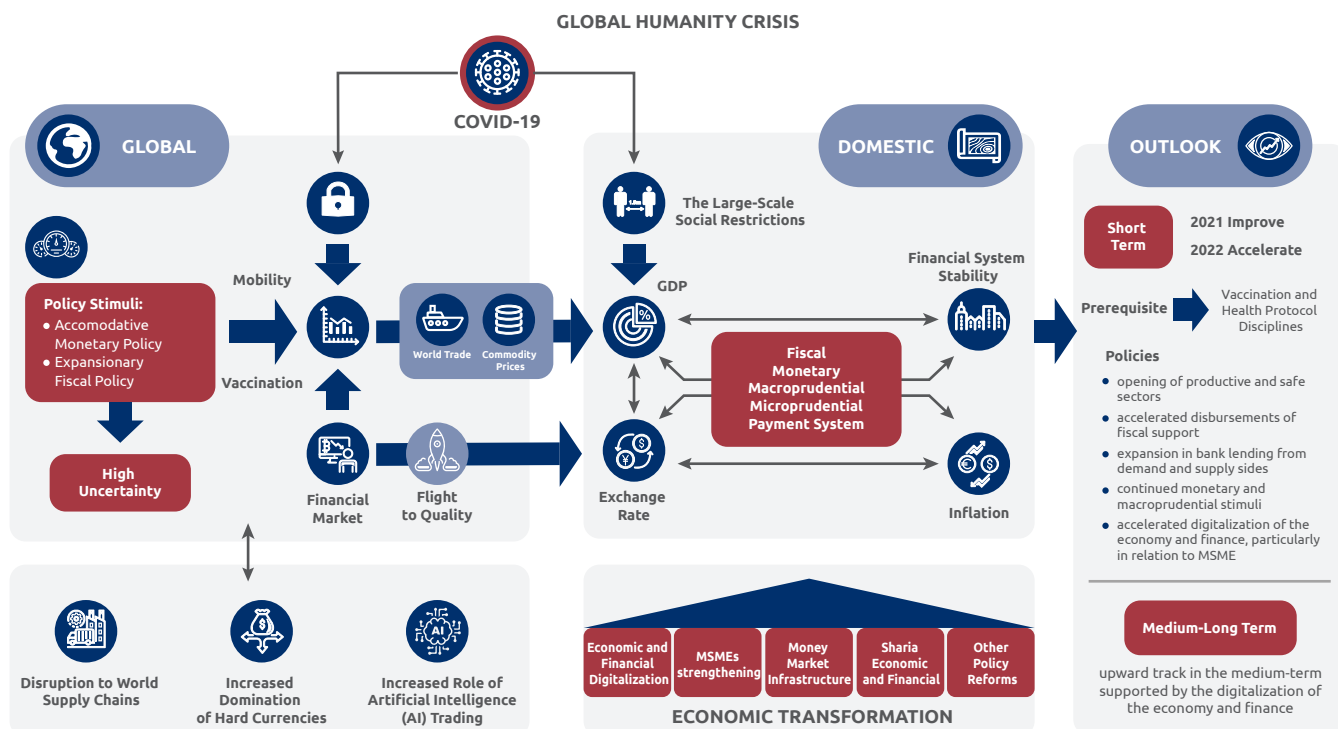 GLOBAL HUMANITY CRISIS
COVID-19
GLOBAL
Policy Stimuli:
● Accomodative
Monetary Policy
● Expansionary
Fiscal Policy
High
Uncertainty
Mobility
Vaccination
World Trade
Commodity
Prices
Financial
Market
Flight
to Quality
Disruption to World
Supply Chains
Increased
Domination
of Hard Currencies
AI
Increased Role of
Artificial Intelligence
(AI) Trading
DOMESTIC
The Large-Scale
Social Restrictions
GDP
%
Financial System
Stability
Fiscal
Monetary
Macroprudential
Microprudential
Payment System
Exchange
Rate
Inflation
Economic and
Financial
Digitalization
MSMEs
strengthening
Money
Market
Infrastructure
Sharia
Economic
and Financial
Other
Policy
Reforms
ECONOMIC TRANSFORMATION
OUTLOOK
Short
Term
2021 Improve
2022 Accelerate
Prerequisite
Vaccination and
Health Protocol
Disciplines
Policies
● opening of productive and safe
sectors
● accelerated disbursements of
fiscal support
● expansion in bank lending from
demand and supply sides
● continued monetary and
macroprudential stimuli
● accelerated digitalization of the
economy and finance, particularly
in relation to MSME
Medium-Long Term
upward track in the medium-term
supported by the digitalization of
the economy and finance